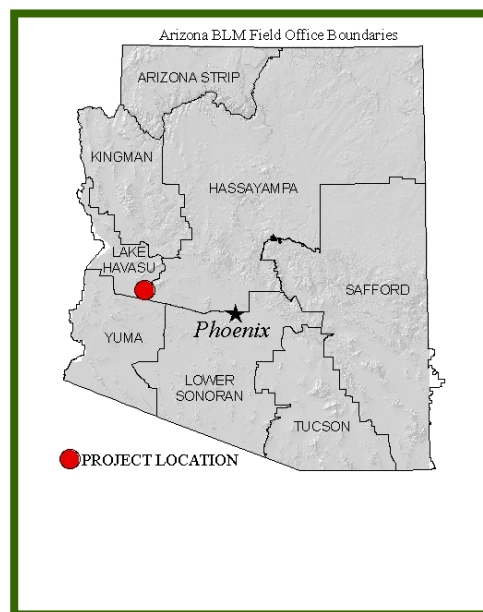 Arizona BLM Field Office Boundaries
ARIZONA STRIP
KINGMAN
HASSAYAMPA
LAKE
HAVASU
SAFFORD
Phoenix
YUMA
LOWER
SONORAN
TUCSON
PROJECT LOCATION